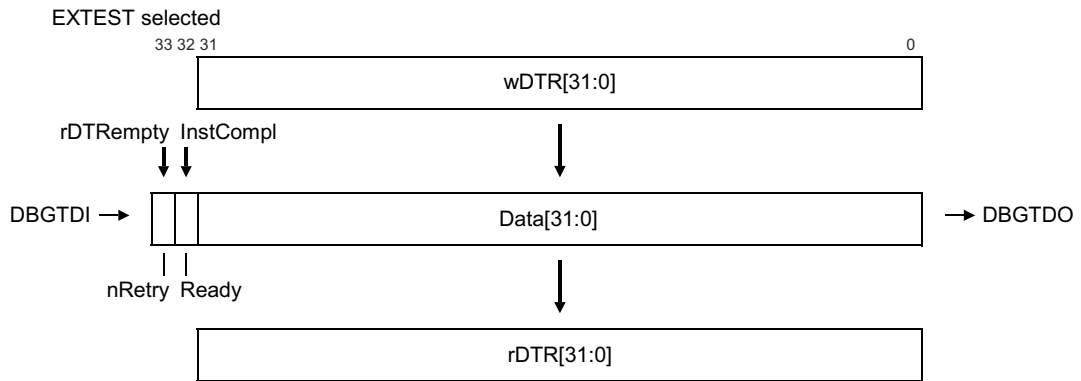 EXTEST selected
33 32 31 0
wDTR[31:0]
rDTRempty InstCompl
DBGTDI Data[31:0] DBGTDO
nRetry Ready
rDTR[31:0]